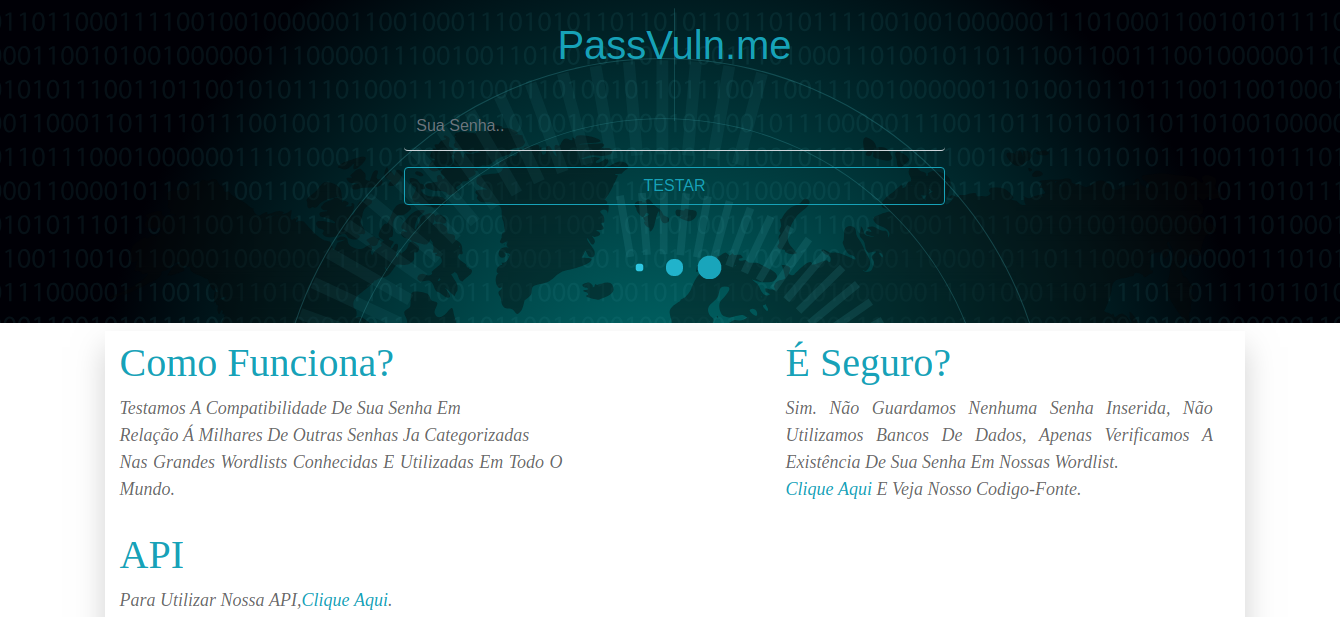 PassVuln.me
Sua Senha..
TESTAR
Como Funciona?
Testamos A Compatibilidade De Sua Senha Em
Relação Á Milhares De Outras Senhas Ja Categorizadas
Nas Grandes Wordlists Conhecidas E Utilizadas Em Todo O
Mundo.
É Seguro?
Sim. Não Guardamos Nenhuma Senha Inserida, Não
Utilizamos Bancos De Dados, Apenas Verificamos A
Existência De Sua Senha Em Nossas Wordlist.
Clique Aqui E Veja Nosso Codigo-Fonte.
API
Para Utilizar Nossa API,Clique Aqui.